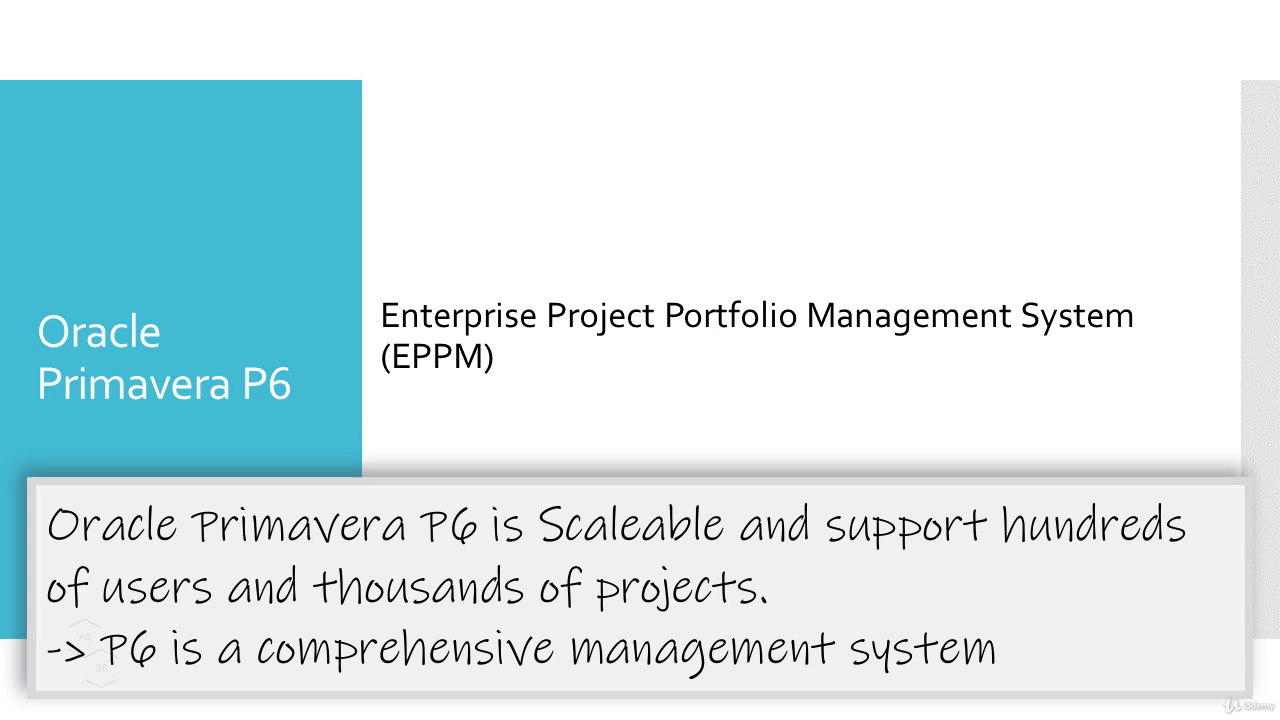 Oracle
Primavera P6
Enterprise Project Portfolio Management System
(EPPM)
Oracle Primavera P6 is Scaleable and support hundreds
of users and thousands of projects.
-> P6 is a comprehensive management system
Udemy